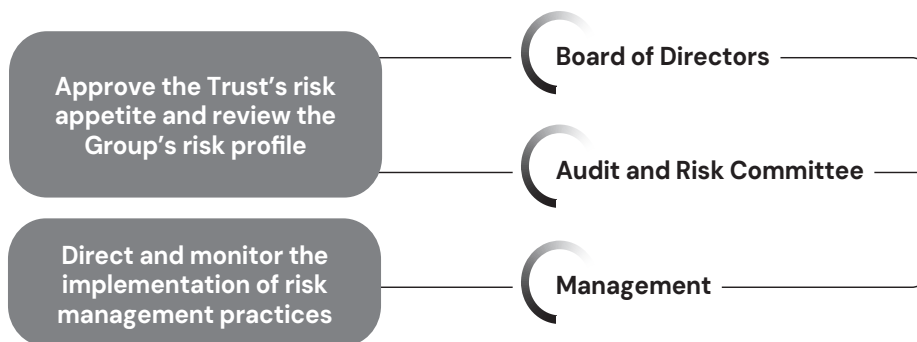 Approve the Trust’s risk
appetite and review the
Group’s risk profile
Board of Directors
Audit and Risk Committee
Direct and monitor the
implementation of risk
management practices
Management